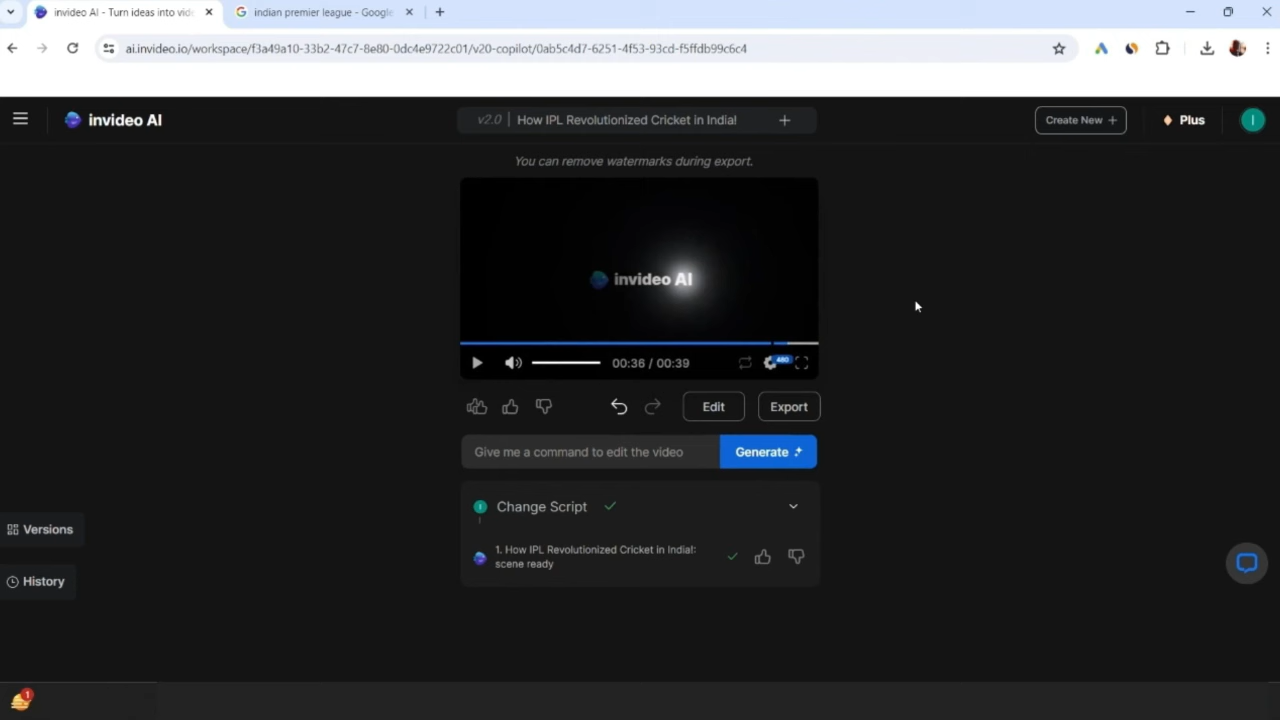 invideo AI - Turn ideas into vid
indian premier league - Google
ai.invideo.io/workspace/f3a49a10-33b2-47c7-8e80-0dc4e9722c01/v20-copilot/0ab5c4d7-6251-4f53-93cd-f5ffdb99c6c4
invideo AI
v2.0 | How IPL Revolutionized Cricket in India!
Create New +
Plus
I
You can remove watermarks during export.
invideo AI
00:36 / 00:39
480
Edit
Export
Give me a command to edit the video
Generate
I
Change Script
1. How IPL Revolutionized Cricket in India!:
scene ready
Versions
History
1